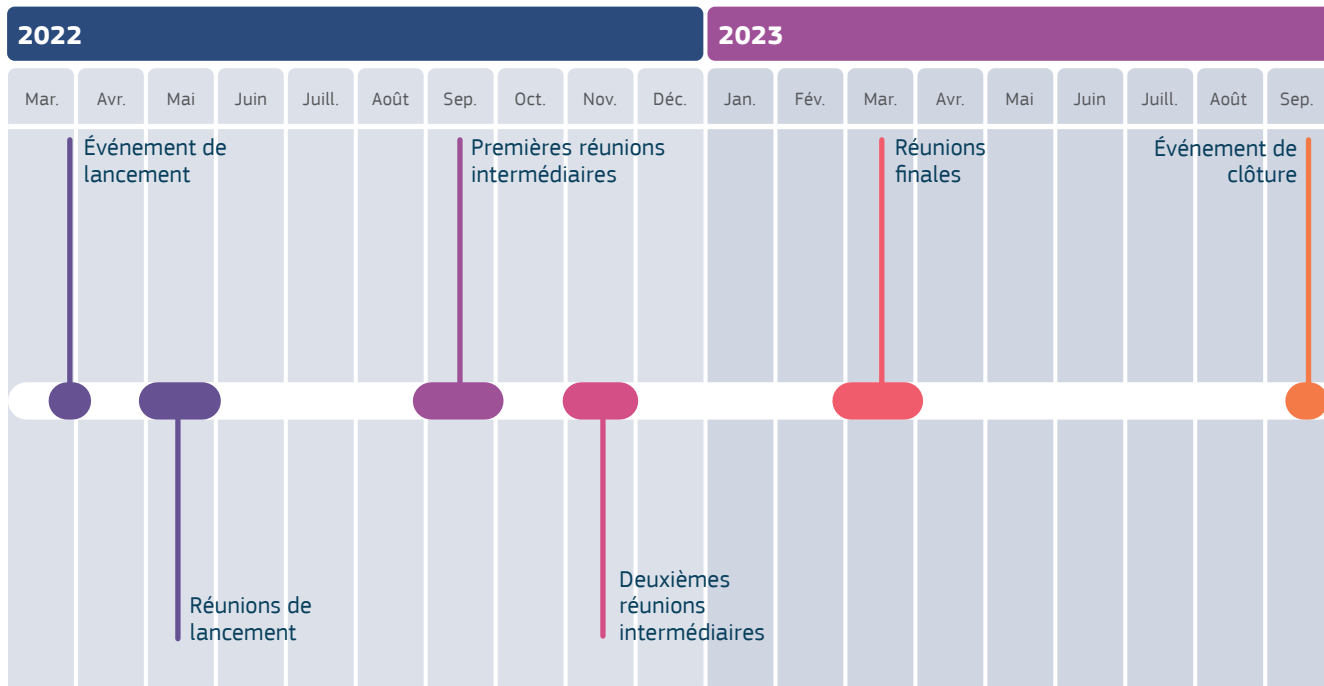 2022
2023
Mar. Avr. Mai Juin Juill. Août Sep. Oct. Nov. Déc. Jan. Fév. Mar. Avr. Mai Juin Juill. Août Sep.
Événement de
lancement
Premières réunions
intermédiaires
Réunions
finales
Événement de
clôture
Réunions de
lancement
Deuxièmes
réunions
intermédiaires